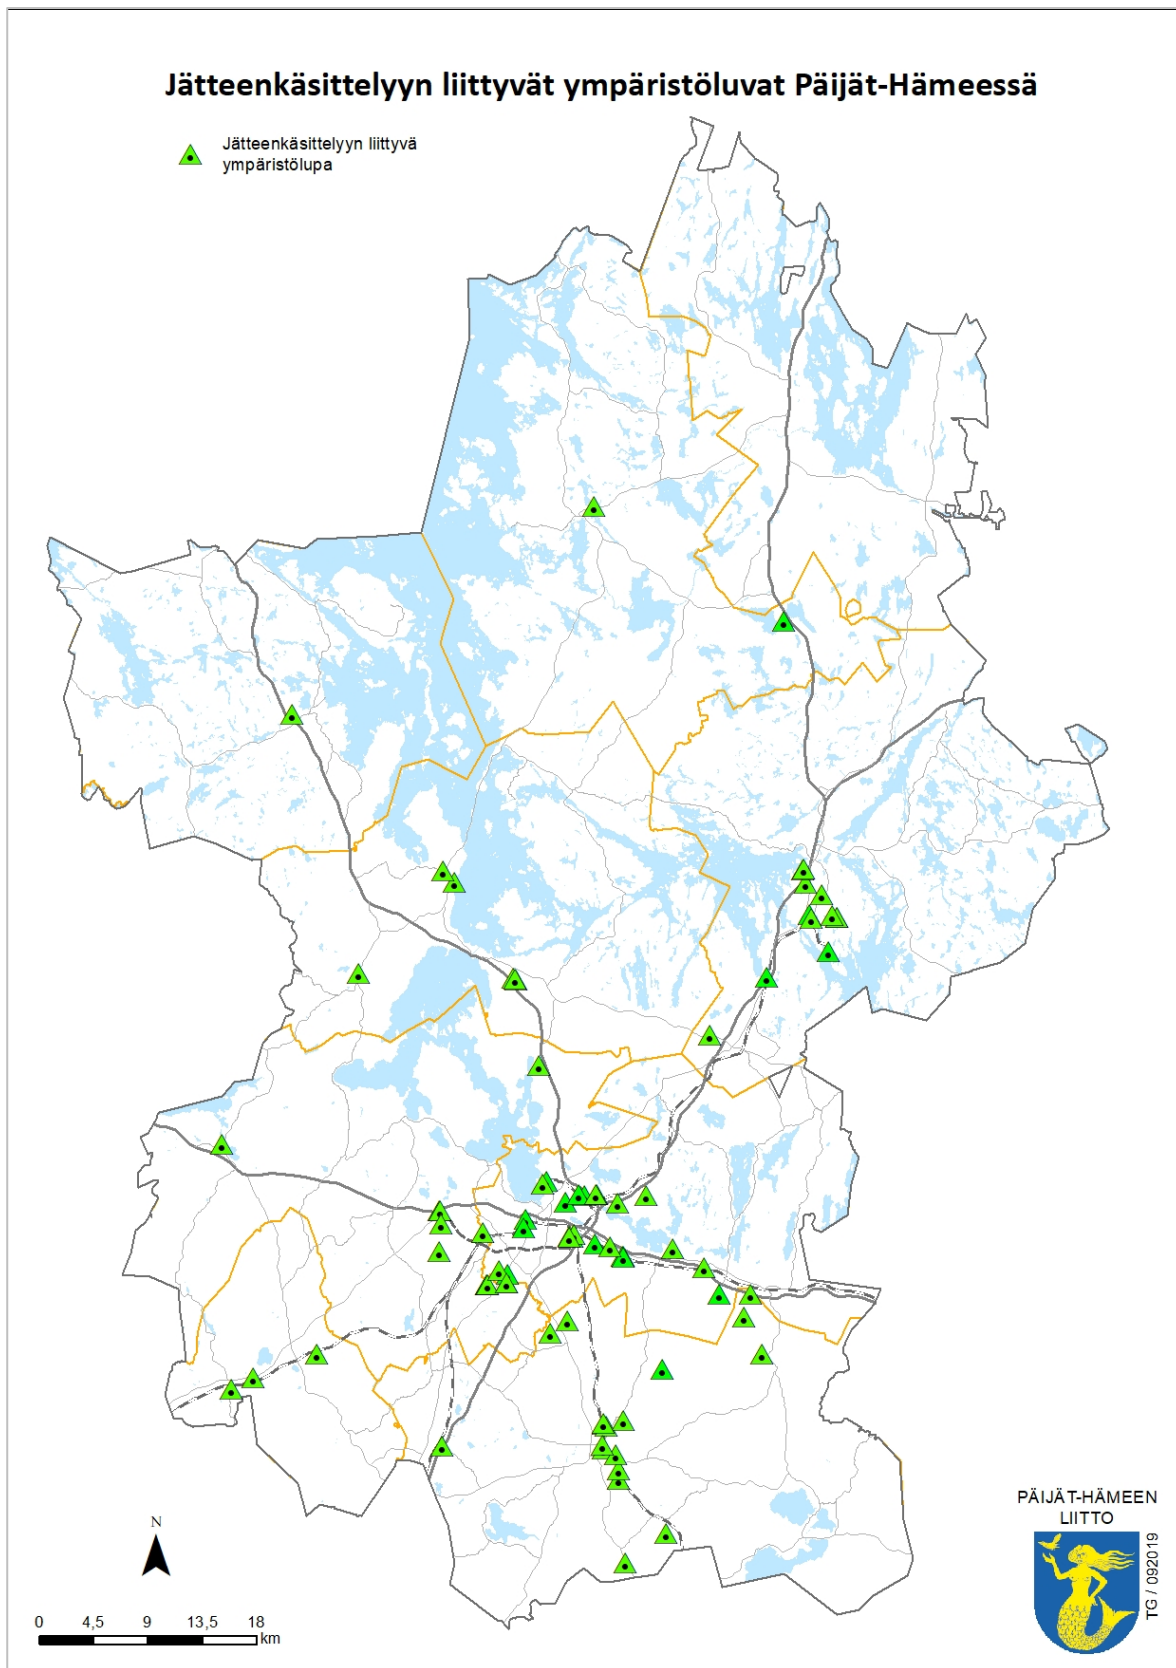 Jätteenkäsittelyyn liittyvät ympäristöluvat Päijät-Hämeessä
Jätteenkäsittelyyn liittyvä
ympäristölupa
N
0 4,5 9 13,5 18
km
PÄIJÄT-HÄMEEN
LIITTO
TG / 092019